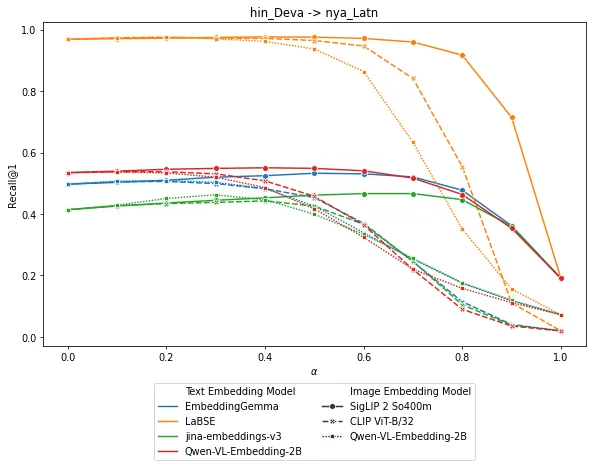 hin_Deva -> nya_Latn
1.0
0.8
0.6
0.4
0.2
0.0
Recall@1
0.0 0.2 0.4 0.6 0.8 1.0
α
Text Embedding Model Image Embedding Model
EmbeddingGemma SigLIP 2 So400m
LaBSE CLIP ViT-B/32
jina-embeddings-v3 Qwen-VL-Embedding-2B
Qwen-VL-Embedding-2B